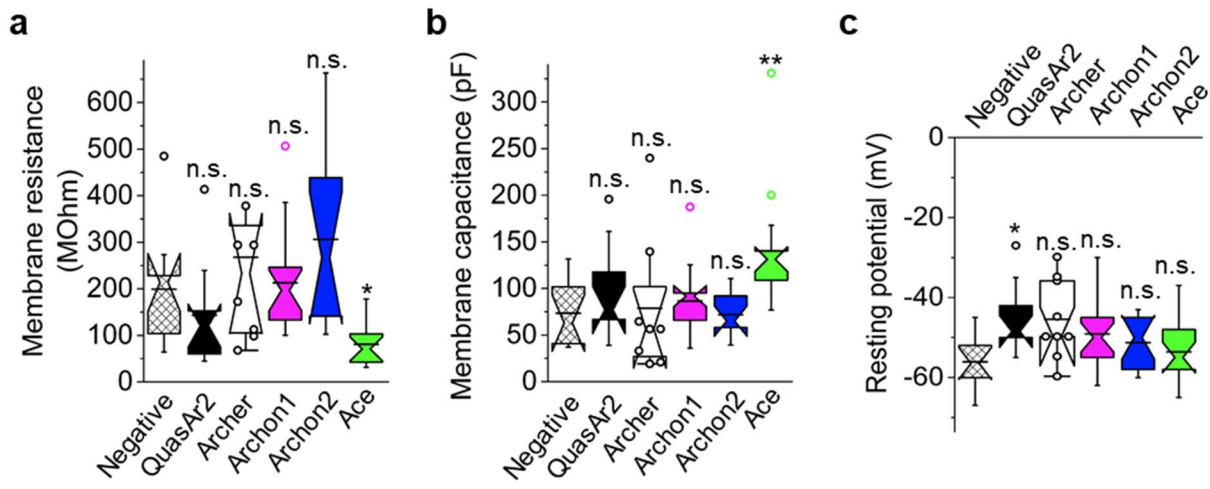 a
Membrane resistance
(MOhm)
600
500
400
300
200
100
0
n.s.
n.s.
n.s.
n.s.
*
Negative
QuasAr2
Archer
Archon1
Archon2
Ace
b
Membrane capacitance (pF)
300
250
200
150
100
50
0
n.s.
n.s.
n.s.
n.s.
**
Negative
QuasAr2
Archer
Archon1
Archon2
Ace
c
Negative
QuasAr2
Archer
Archon1
Archon2
Ace
Resting potential (mV)
0
-20
-40
-60
*
n.s.
n.s.
n.s.
n.s.